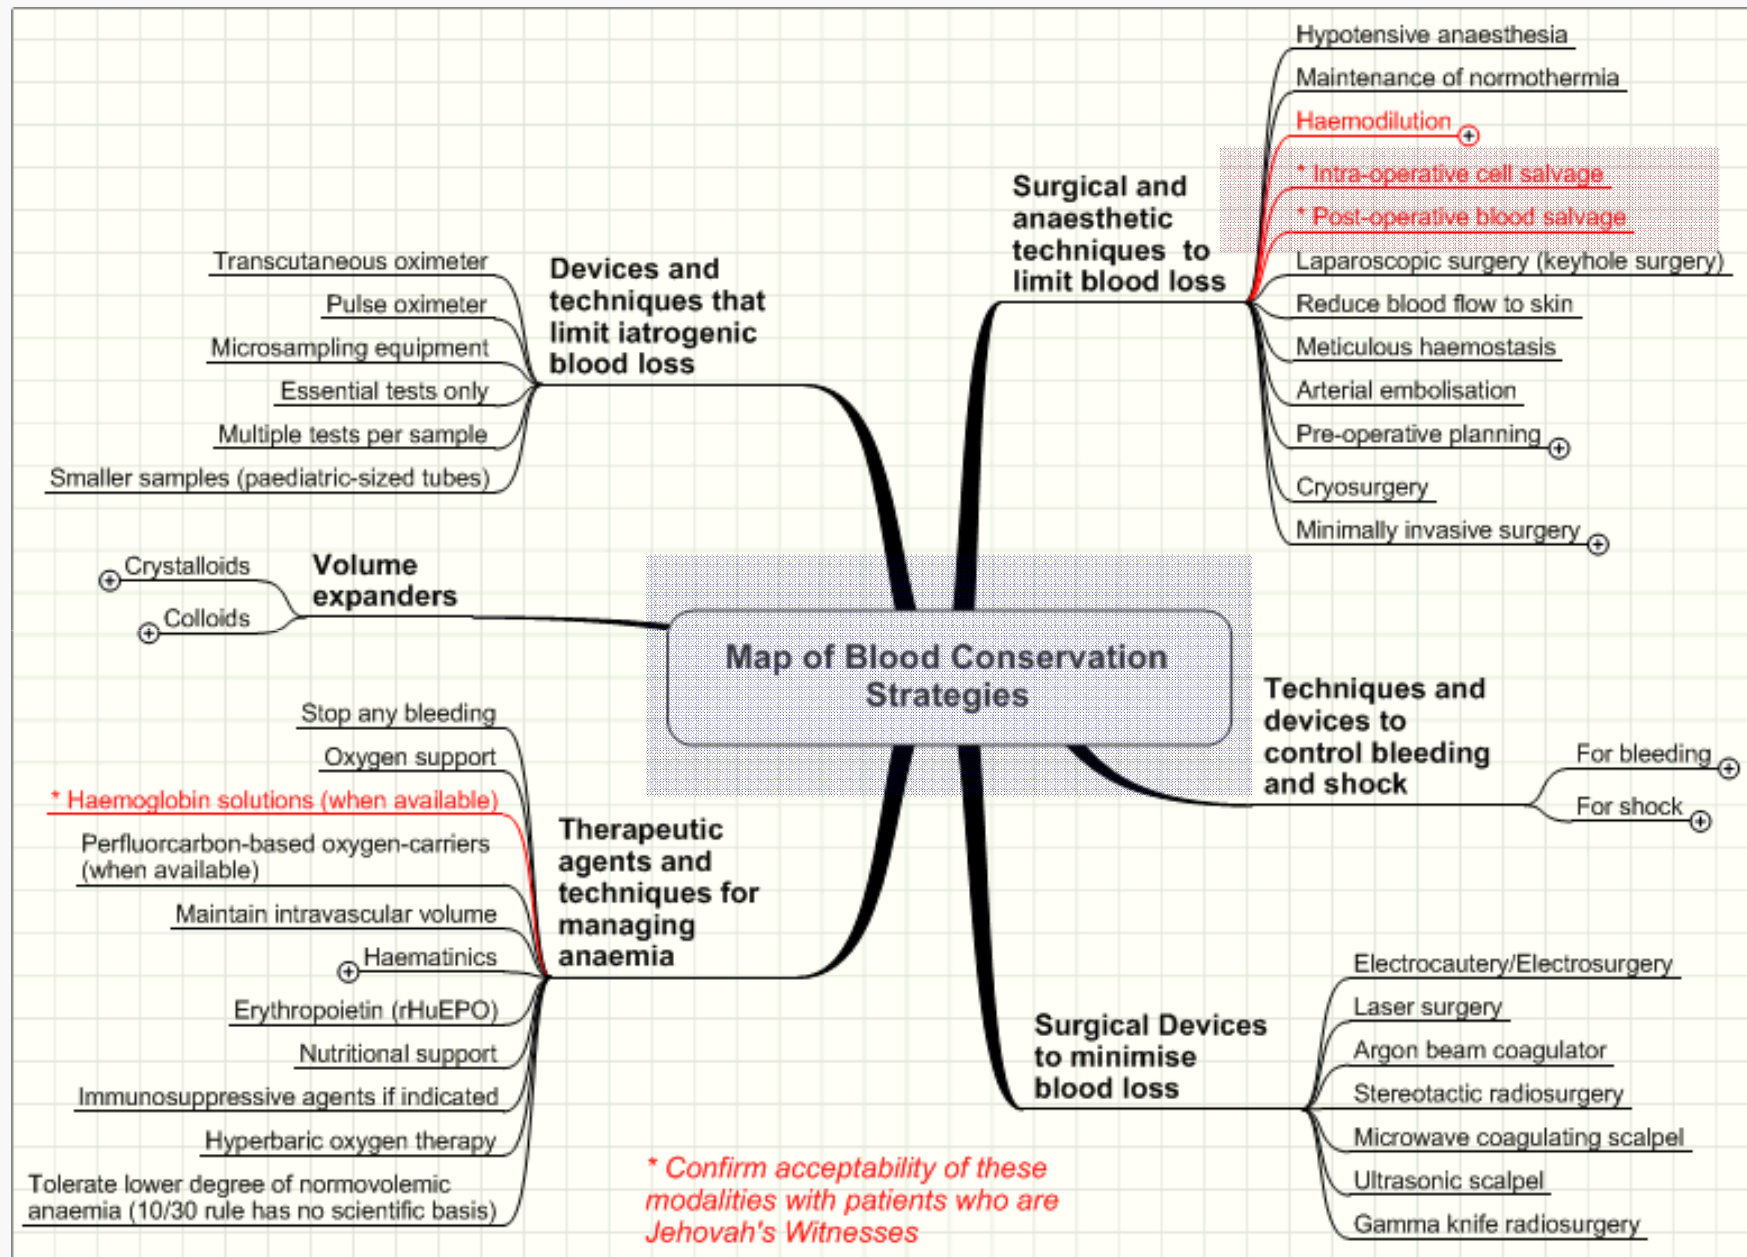 Map of Blood Conservation
Strategies
Surgical and
anaesthetic
techniques to
limit blood loss
Hypotensive anaesthesia
Maintenance of normothermia
Haemodilution
* Intra-operative cell salvage
* Post-operative blood salvage
Laparoscopic surgery (keyhole surgery)
Reduce blood flow to skin
Meticulous haemostasis
Arterial embolisation
Pre-operative planning
Cryosurgery
Minimally invasive surgery
Techniques and
devices to
control bleeding
and shock
For bleeding
For shock
Surgical Devices
to minimise
blood loss
Electrocautery/Electrosurgery
Laser surgery
Argon beam coagulator
Stereotactic radiosurgery
Microwave coagulating scalpel
Ultrasonic scalpel
Gamma knife radiosurgery
Devices and
techniques that
limit iatrogenic
blood loss
Transcutaneous oximeter
Pulse oximeter
Microsampling equipment
Essential tests only
Multiple tests per sample
Smaller samples (paediatric-sized tubes)
Volume
expanders
Crystalloids
Colloids
Therapeutic
agents and
techniques for
managing
anaemia
Stop any bleeding
Oxygen support
* Haemoglobin solutions (when available)
Perfluorcarbon-based oxygen-carriers
(when available)
Maintain intravascular volume
Haematinics
Erythropoietin (rHuEPO)
Nutritional support
Immunosuppressive agents if indicated
Hyperbaric oxygen therapy
Tolerate lower degree of normovolemic
anaemia (10/30 rule has no scientific basis)
* Confirm acceptability of these
modalities with patients who are
Jehovah's Witnesses